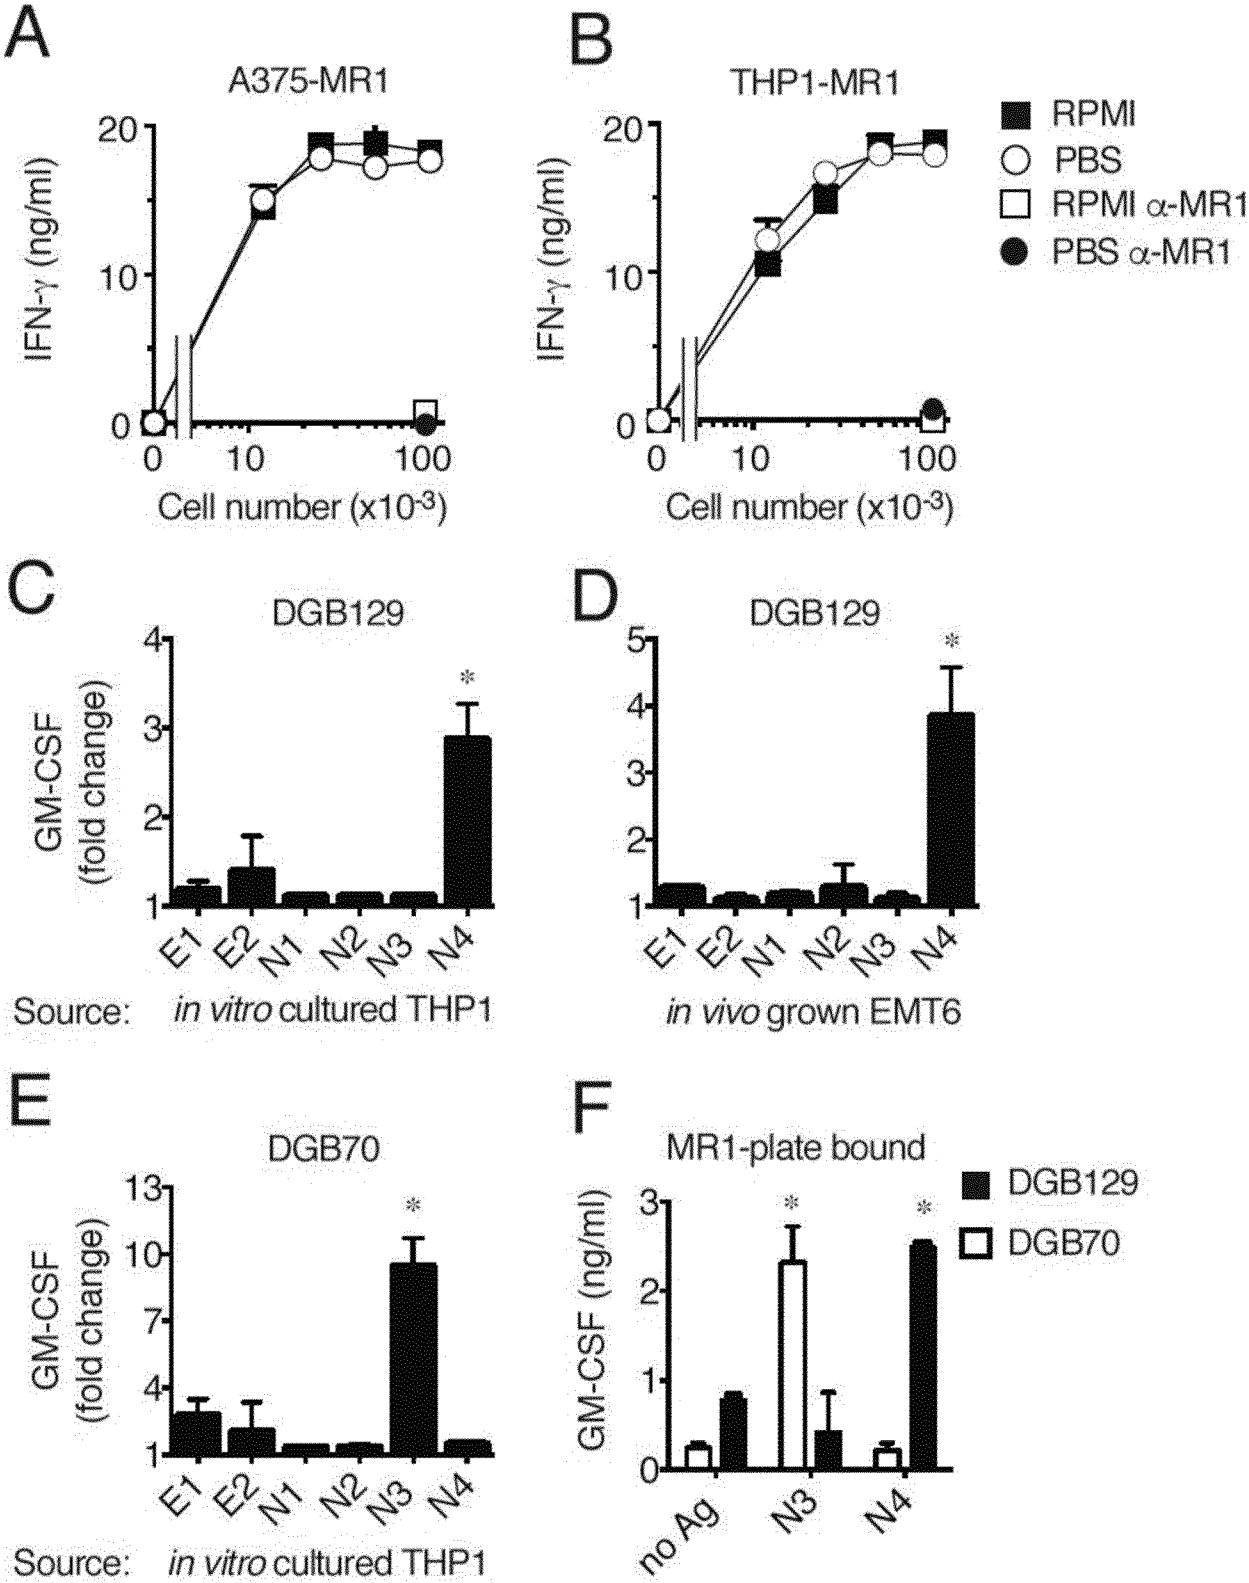 A
B
A375-MR1
THP1-MR1
RPMI
PBS
RPMI α-MR1
PBS α-MR1
IFN-γ (ng/ml)
20
10
0
0 10 100
Cell number (x10-3)
IFN-γ (ng/ml)
20
10
0
0 10 100
Cell number (x10-3)
C
DGB129
GM-CSF
(fold change)
4
3
2
1
*
E1 E2 N1 N2 N3 N4
Source: in vitro cultured THP1
D
DGB129
5
4
3
2
1
*
E1 E2 N1 N2 N3 N4
in vivo grown EMT6
E
DGB70
GM-CSF
(fold change)
13
10
7
4
1
*
E1 E2 N1 N2 N3 N4
Source: in vitro cultured THP1
F
MR1-plate bound
DGB129
DGB70
GM-CSF (ng/ml)
3
2
1
0
* *
no Ag N3 N4